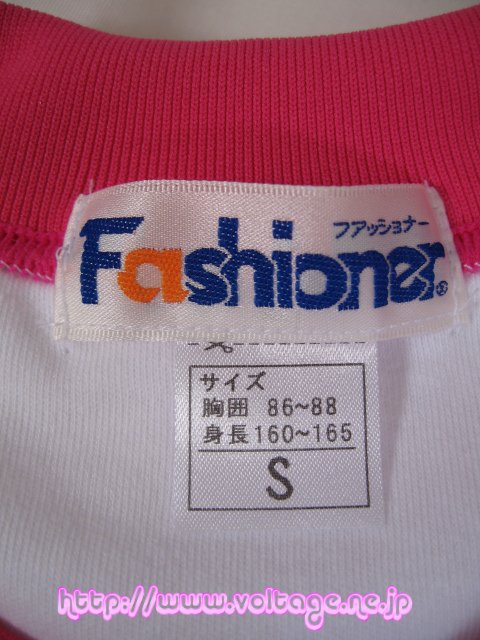 ファッショナー
Fashioner®
サイズ
胸囲 86~88
身長160~165
S
http://www.voltage.ne.jp